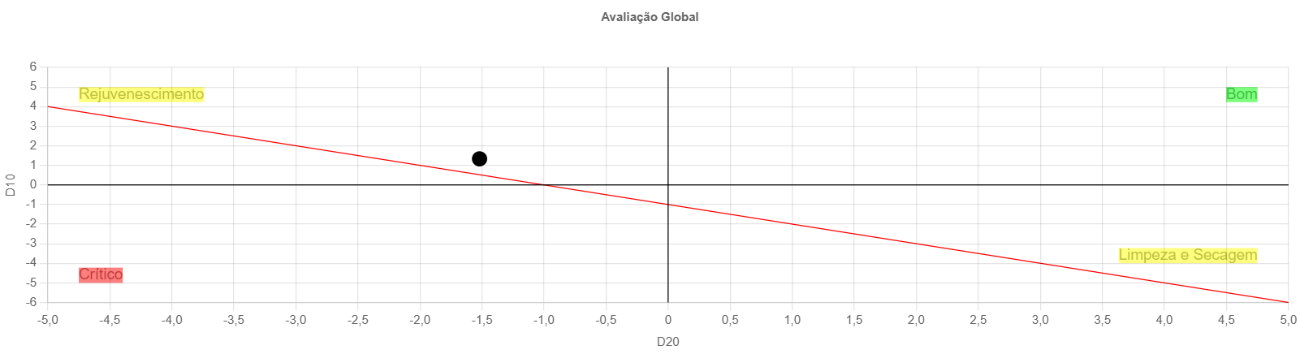 Avaliação Global
6
5
Rejuvenescimento
Bom
4
3
2
1
0
D10
-1
-2
-3
Limpeza e Secagem
-4
Crítico
-5
-6
-5,0 -4,5 -4,0 -3,5 -3,0 -2,5 -2,0 -1,5 -1,0 -0,5 0 0,5 1,0 1,5 2,0 2,5 3,0 3,5 4,0 4,5 5,0
D20